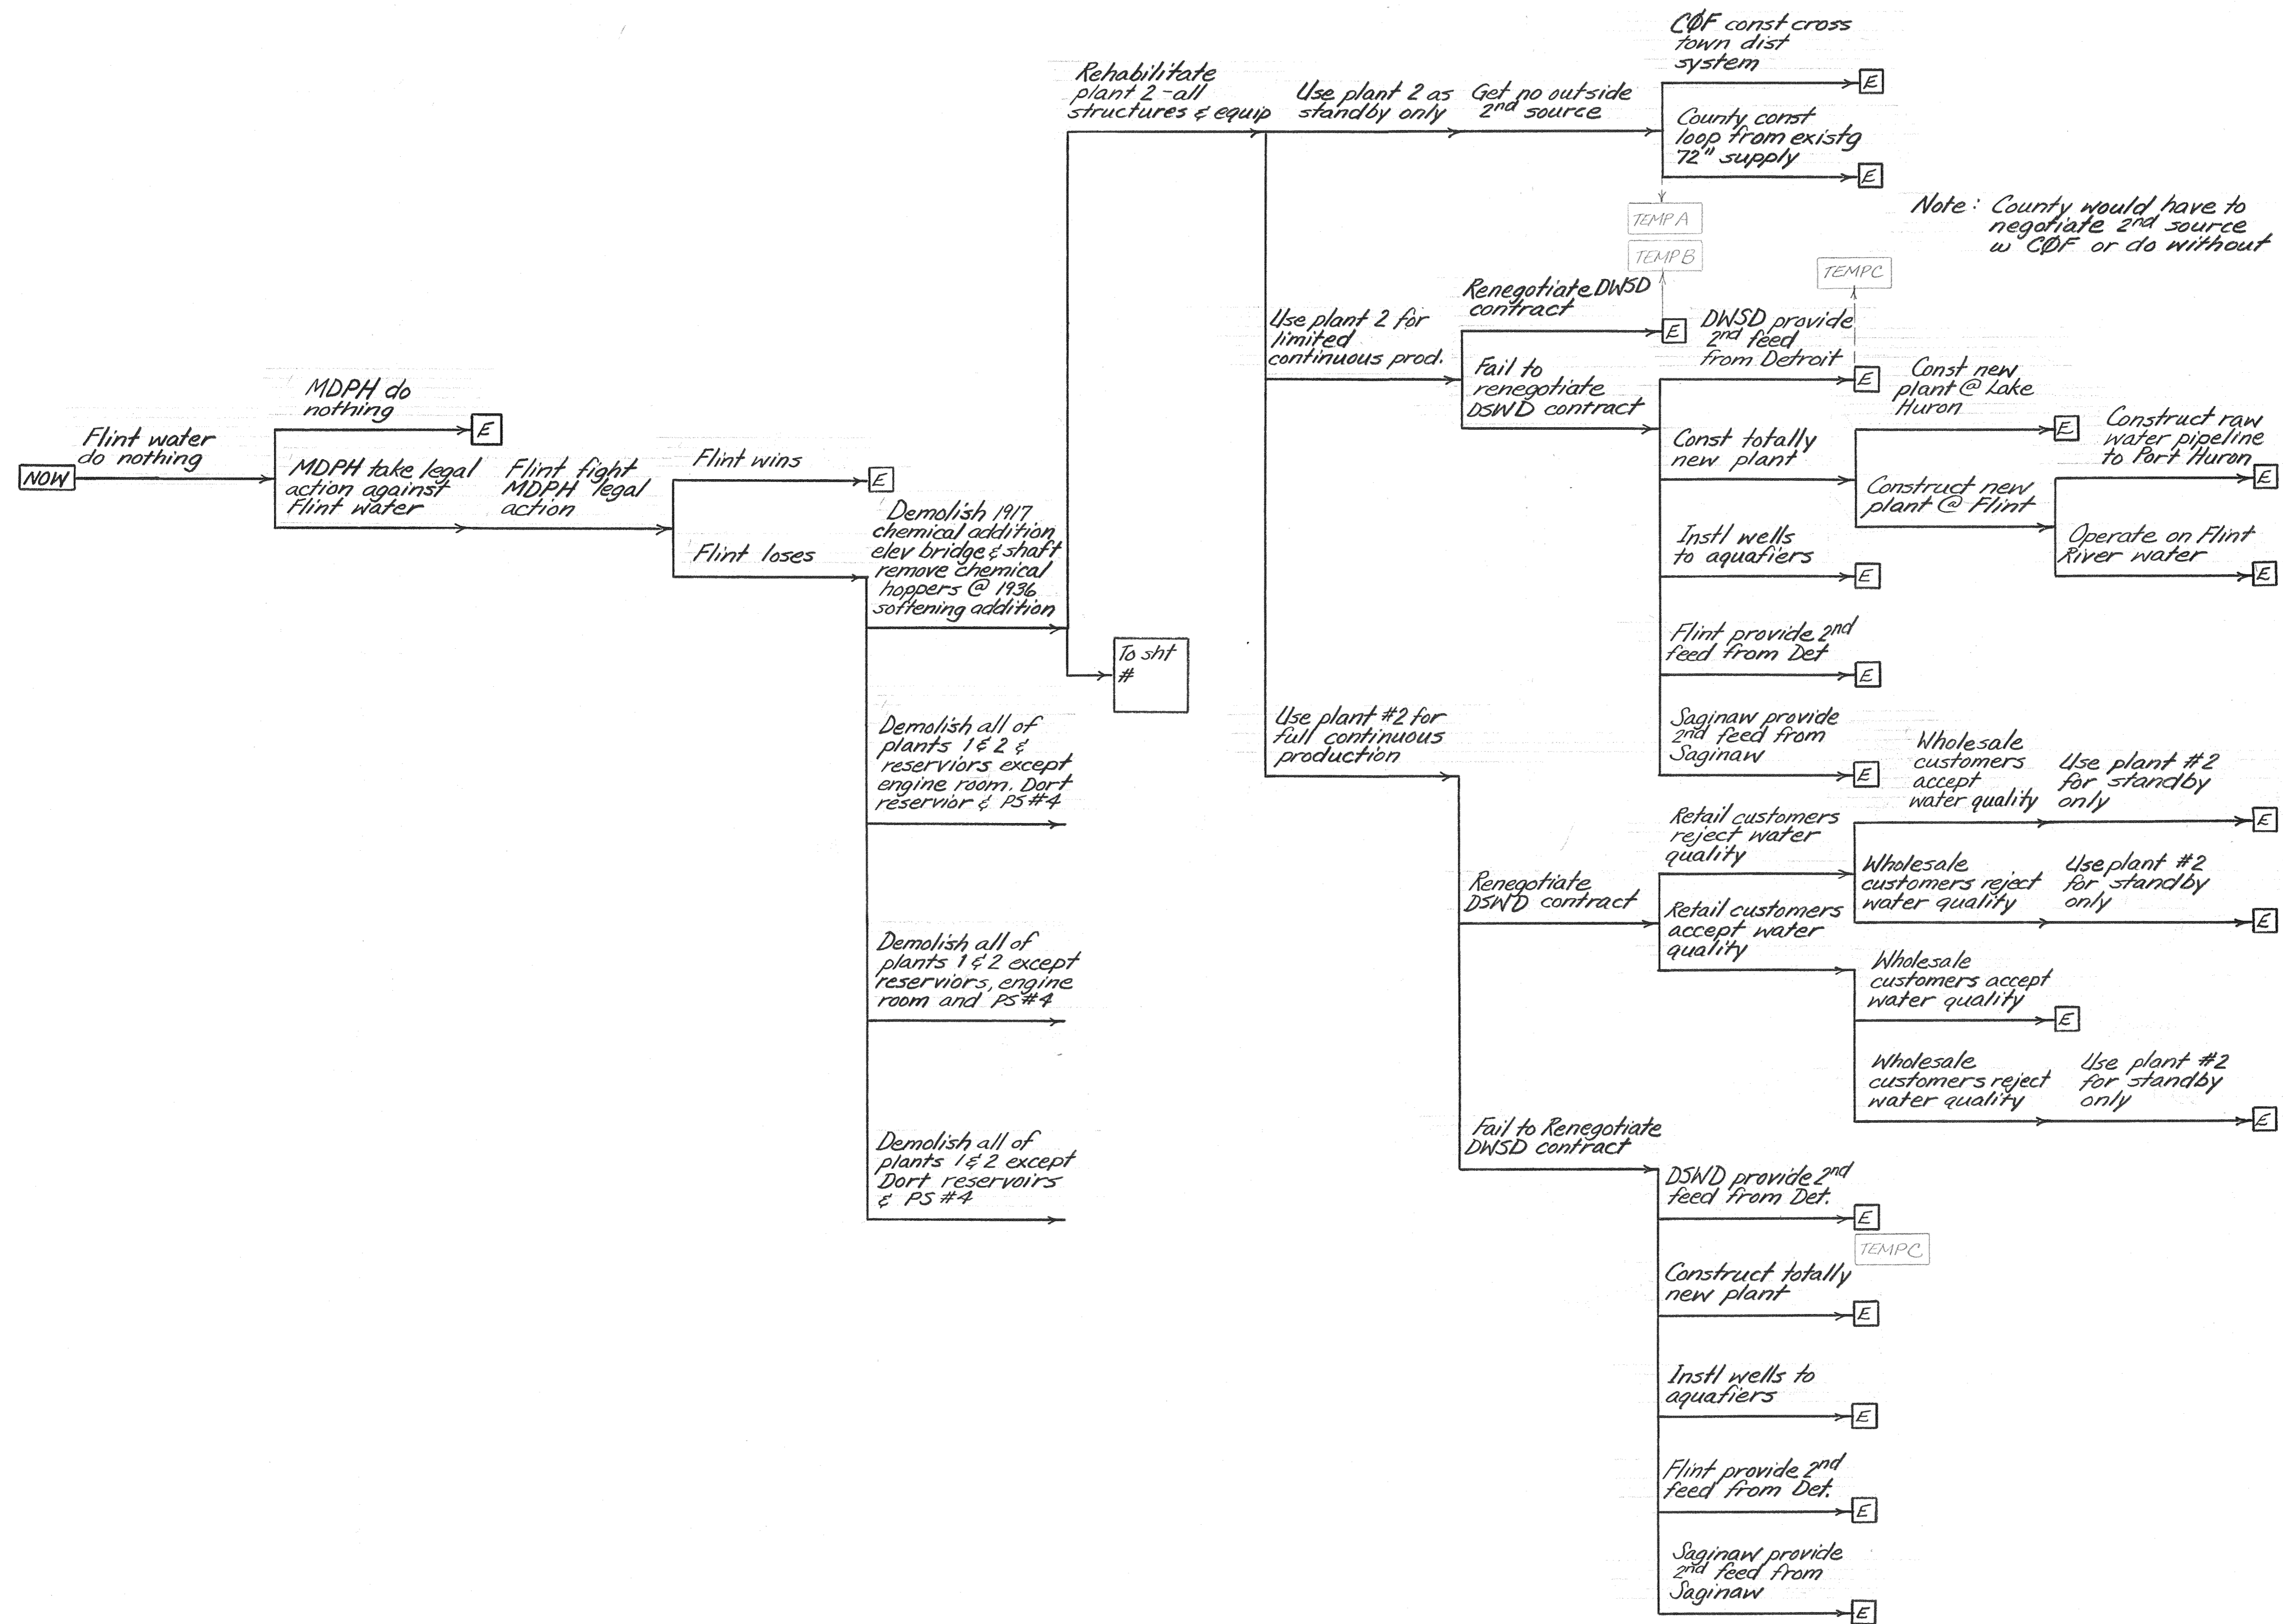 NOW
Flint water
do nothing
MDPH do
nothing
E
MDPH take legal
action against
Flint water
Flint fight
MDPH legal
action
Flint wins
E
Flint loses
Demolish 1917
chemical addition
elev bridge & shaft
remove chemical
hoppers @ 1936
softening addition
To sht
#
Demolish all of
plants 1 & 2 &
reserviors except
engine room. Dort
reservior & PS #4
Demolish all of
plants 1 & 2 except
reserviors, engine
room and PS #4
Demolish all of
plants 1 & 2 except
Dort reservoirs
& PS #4
Rehabilitate
plant 2 - all
structures & equip
Use plant 2 as
standby only
Get no outside
2nd source
CØF const cross
town dist
system
E
County const
loop from existg
72" supply
E
TEMP A
TEMP B
Note: County would have to
negotiate 2nd source
w CØF or do without
TEMP C
Use plant 2 for
limited
continuous prod.
Renegotiate DWSD
contract
E
Fail to
renegotiate
DSWD contract
DWSD provide
2nd feed
from Detroit
E
Const totally
new plant
Const new
plant @ Lake
Huron
E
Construct new
plant @ Flint
Construct raw
water pipeline
to Port Huron
E
Operate on Flint
River water
E
Instl wells
to aquafiers
E
Flint provide 2nd
feed from Det
E
Saginaw provide
2nd feed from
Saginaw
E
Use plant #2 for
full continuous
production
Renegotiate
DSWD contract
Retail customers
reject water
quality
Wholesale
customers
accept
water quality
Use plant #2
for standby
only
E
Wholesale
customers reject
water quality
Use plant #2
for standby
only
E
Retail customers
accept water
quality
Wholesale
customers accept
water quality
E
Wholesale
customers reject
water quality
Use plant #2
for standby
only
E
Fail to Renegotiate
DWSD contract
DSWD provide 2nd
feed from Det.
E
TEMP C
Construct totally
new plant
E
Instl wells to
aquafiers
E
Flint provide 2nd
feed from Det.
E
Saginaw provide
2nd feed from
Saginaw
E